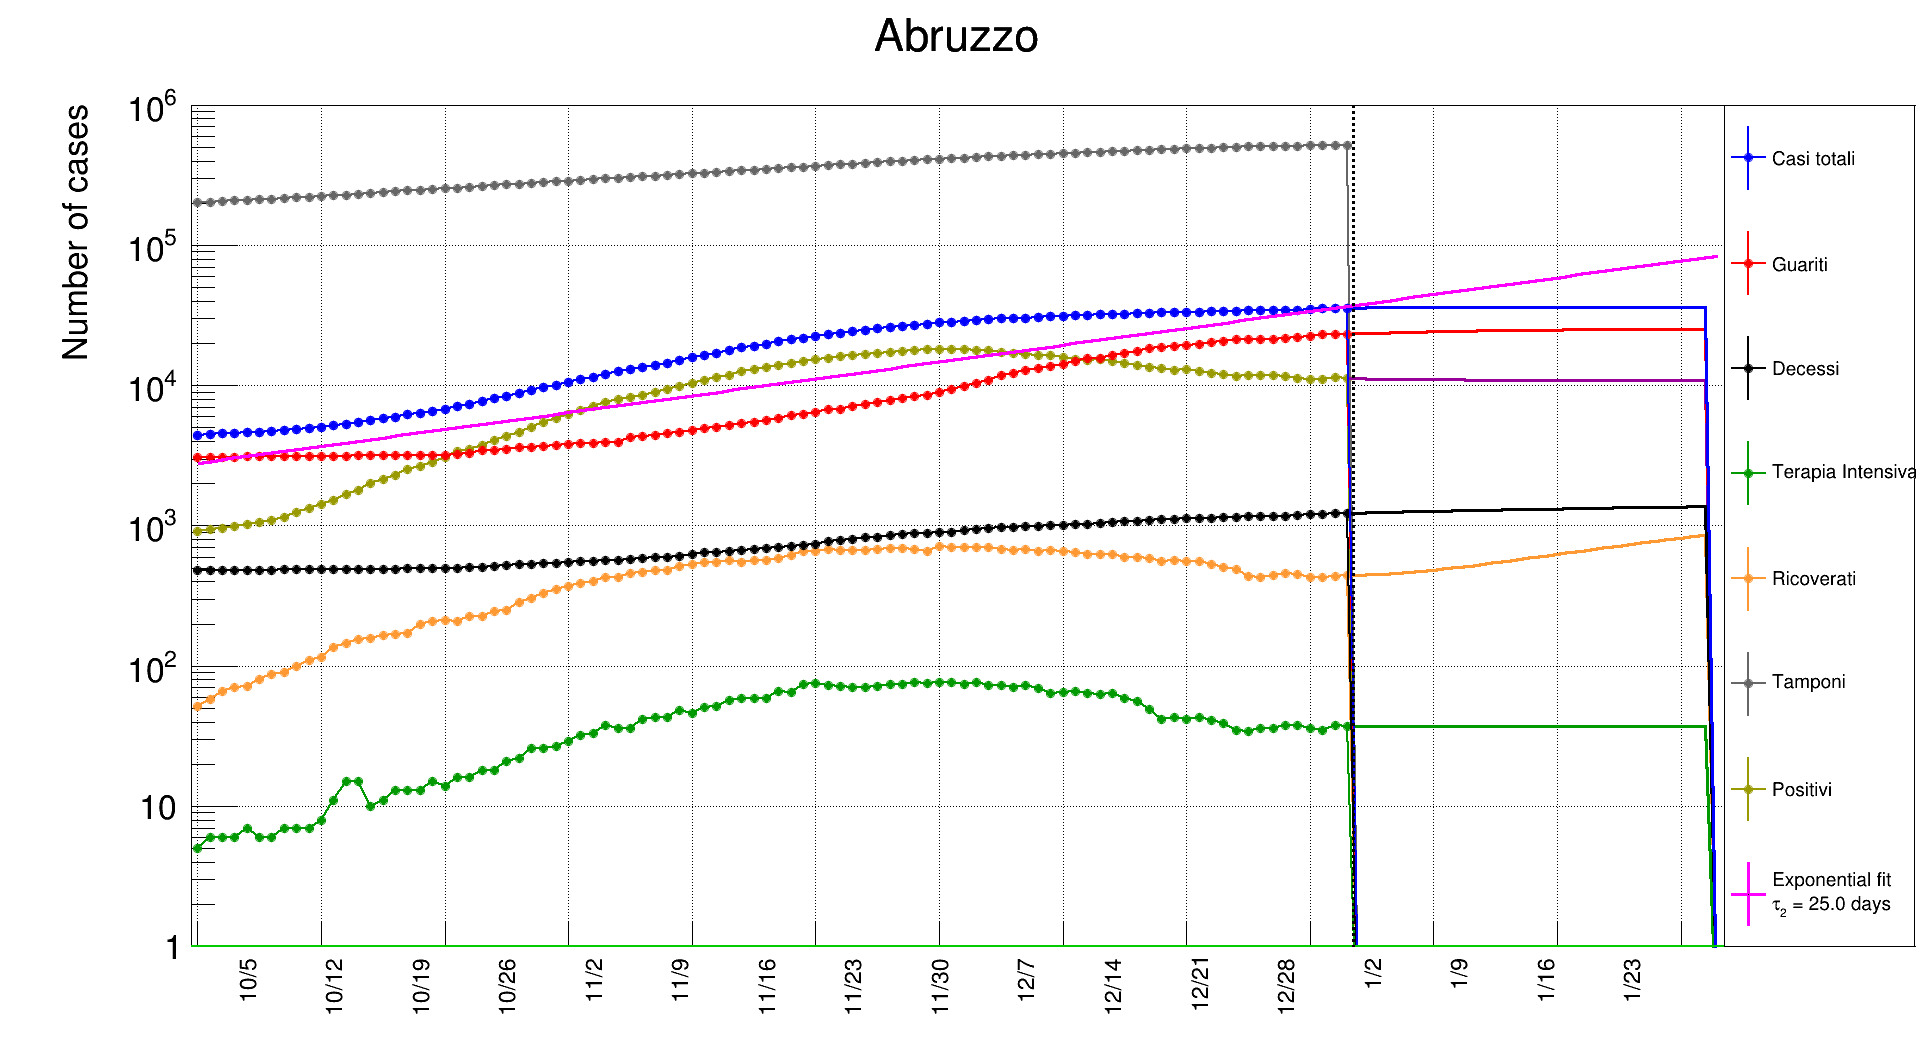 Abruzzo
Number of cases
10^6
10^5
10^4
10^3
10^2
10
1
10/5
10/12
10/19
10/26
11/2
11/9
11/16
11/23
11/30
12/7
12/14
12/21
12/28
1/2
1/9
1/16
1/23
Casi totali
Guariti
Decessi
Terapia Intensiva
Ricoverati
Tamponi
Positivi
Exponential fit
τ₂ = 25.0 days